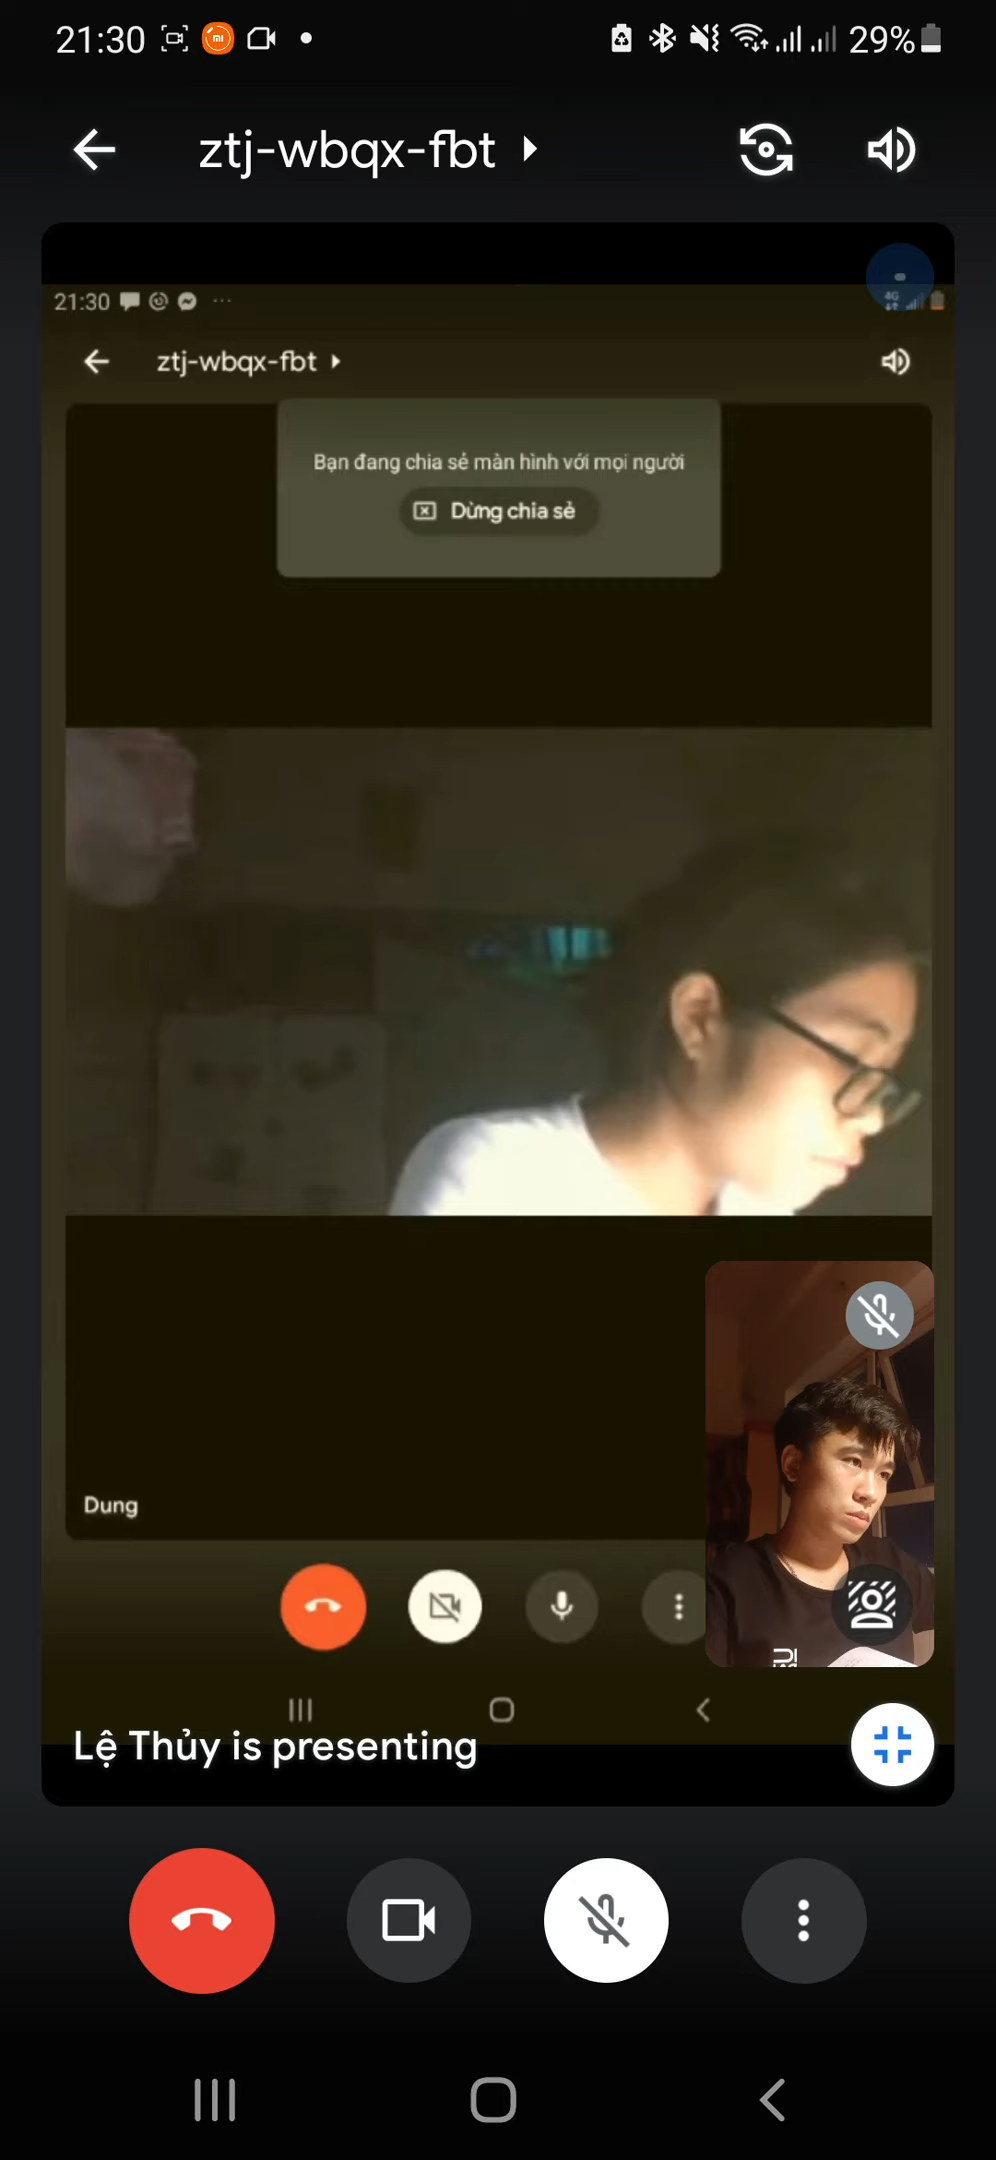 21:30
29%
ztj-wbqx-fbt
21:30
4G
ztj-wbqx-fbt
Bạn đang chia sẻ màn hình với mọi người
Dừng chia sẻ
Dung
Lệ Thủy is presenting